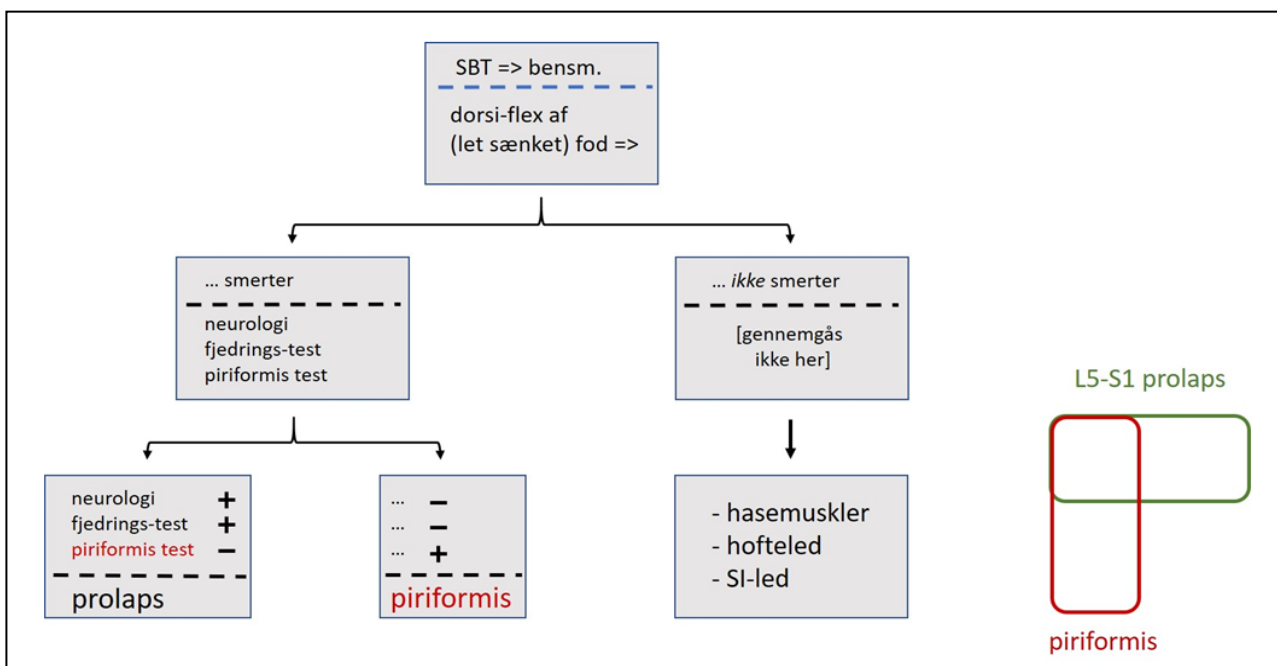 SBT => bensm.
dorsi-flex af
(let sænket) fod =>
... smerter
neurologi
fjedrings-test
piriformis test
... ikke smerter
[gennemgås
ikke her]
neurologi +
fjedrings-test +
piriformis test −
prolaps
... −
... −
... +
piriformis
- hasemuskler
- hofteled
- SI-led
L5-S1 prolaps
piriformis